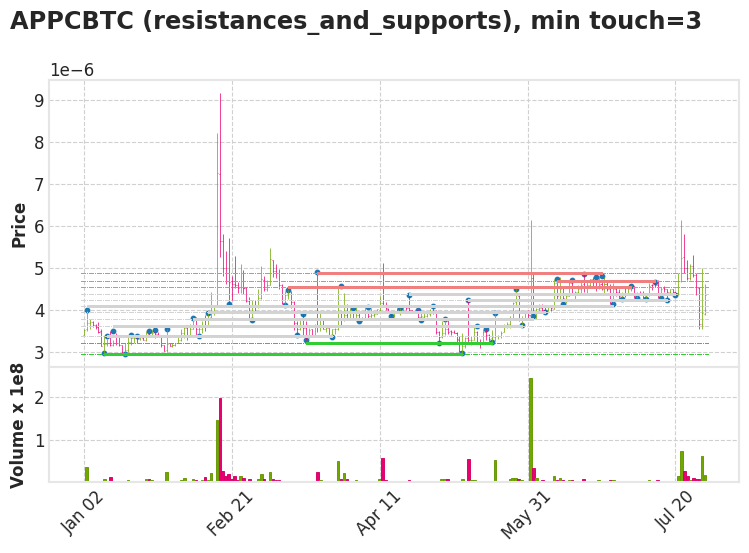 APPCBTC (resistances_and_supports), min touch=3
1e−6
9
8
7
6
5
4
3
Price
2
1
Volume x 1e8
Jan 02
Feb 21
Apr 11
May 31
Jul 20